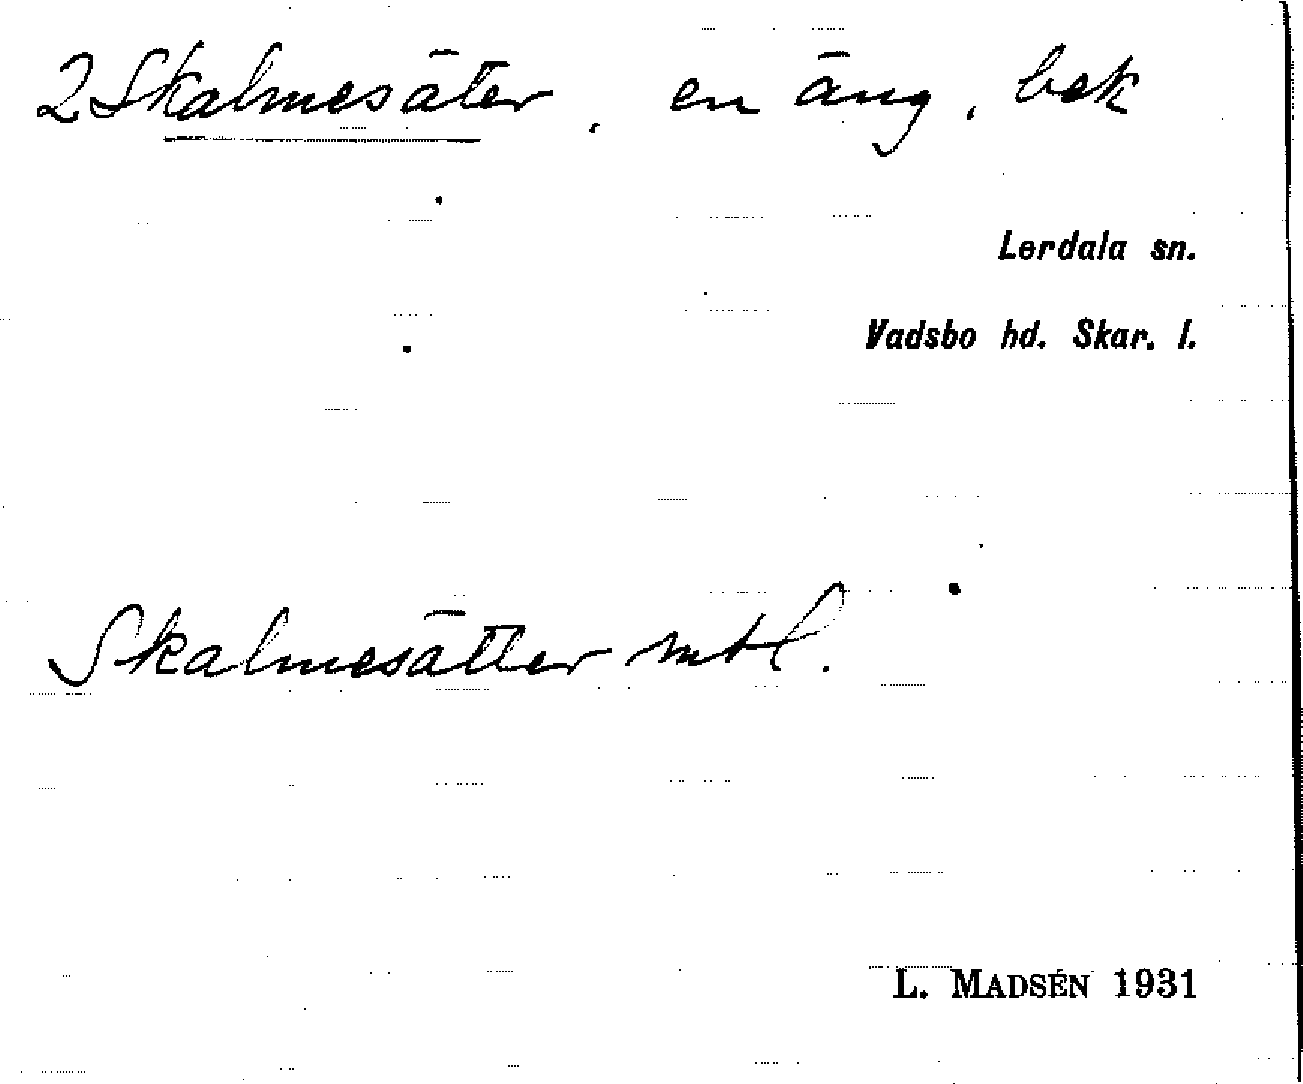 2 Skalmesäter, en äng, bek
Lerdala sn.
Vadsbo hd. Skar. l.
Skalmesätter mtl.
L. MADSÉN 1931